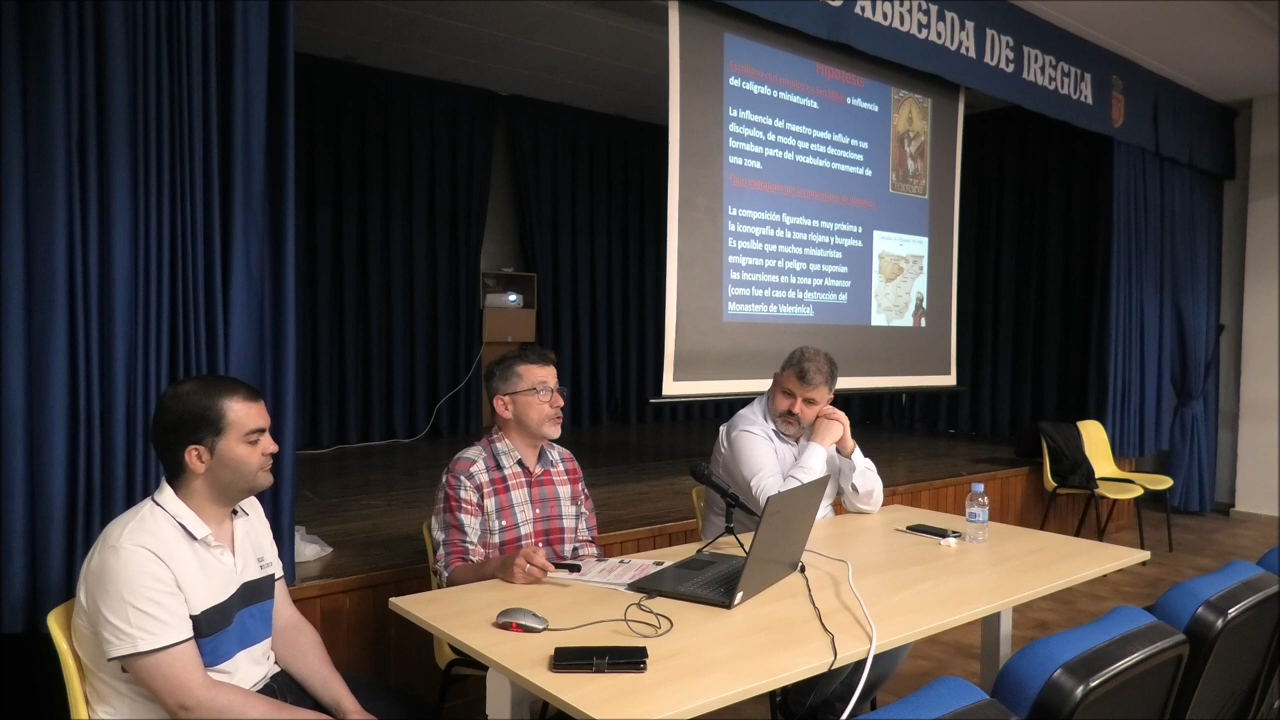 ALBELDA DE IREGUA
Hipótesis
o influencia
del calígrafo o miniaturista.
La influencia del maestro puede influir en sus
discípulos, de modo que estas decoraciones
formaban parte del vocabulario ornamental de
una zona.
La composición figurativa es muy próxima a
la iconografía de la zona riojana y burgalesa.
Es posible que muchos miniaturistas
emigraran por el peligro que suponían
las incursiones en la zona por Almanzor
(como fue el caso de la destrucción del
Monasterio de Valeránica).